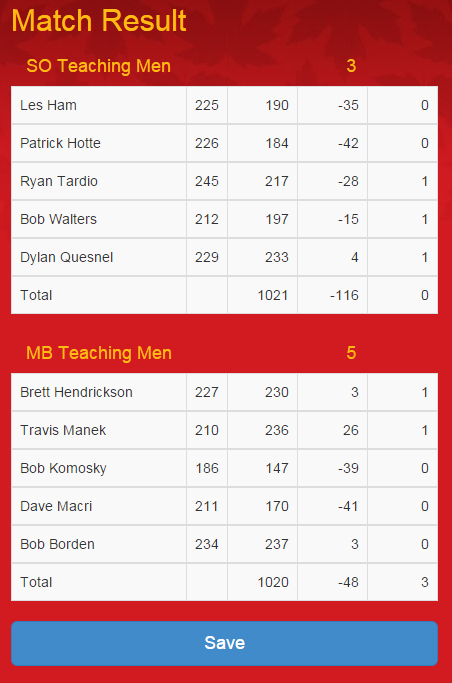 Match Result
SO Teaching Men 3
Les Ham 225 190 -35 0
Patrick Hotte 226 184 -42 0
Ryan Tardio 245 217 -28 1
Bob Walters 212 197 -15 1
Dylan Quesnel 229 233 4 1
Total 1021 -116 0
MB Teaching Men 5
Brett Hendrickson 227 230 3 1
Travis Manek 210 236 26 1
Bob Komosky 186 147 -39 0
Dave Macri 211 170 -41 0
Bob Borden 234 237 3 0
Total 1020 -48 3
Save